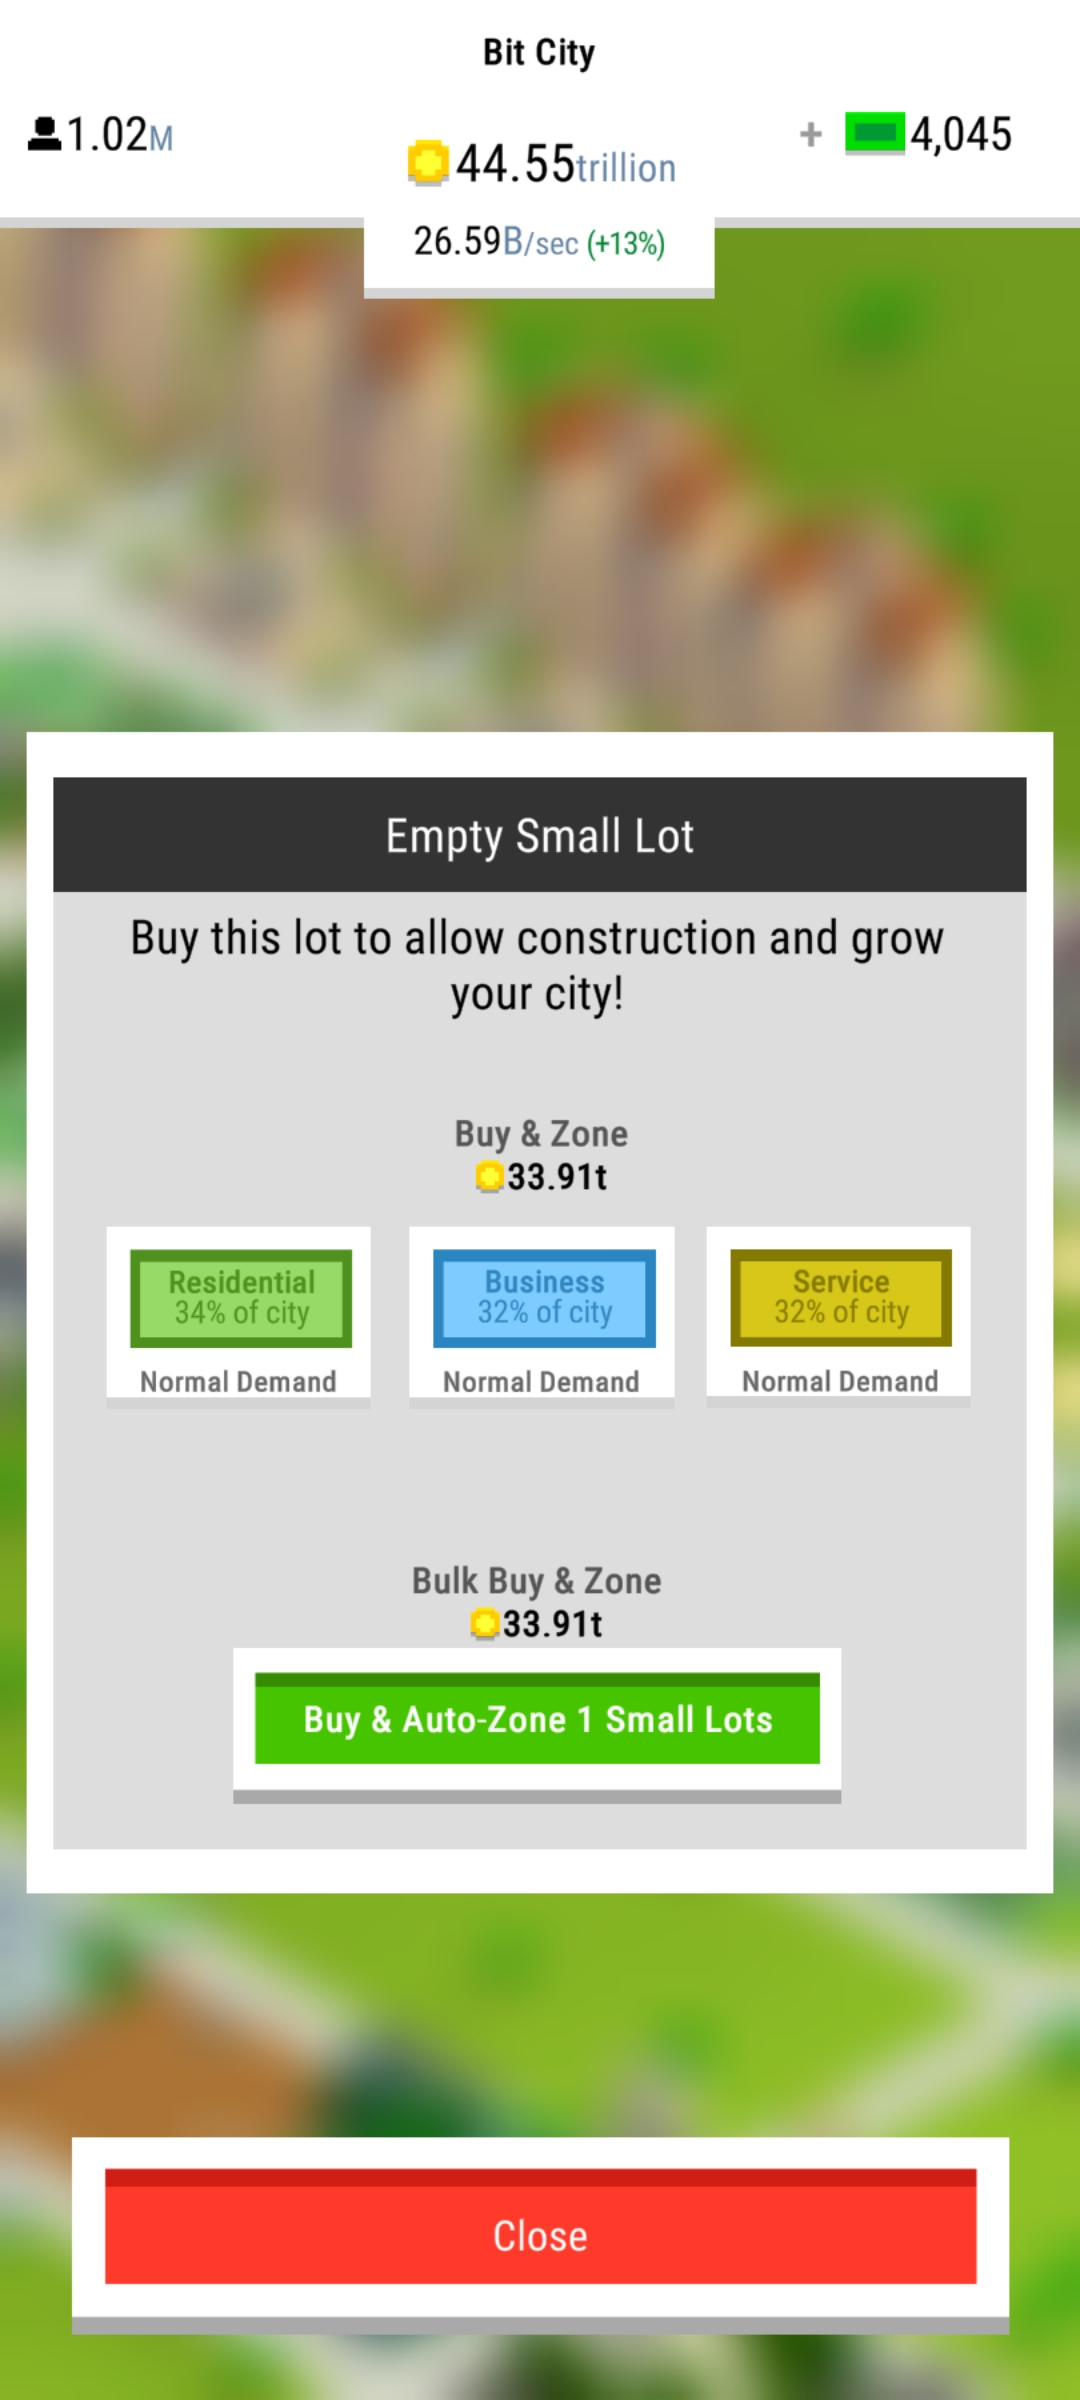 Bit City
1.02M
44.55trillion
+ 4,045
26.59B/sec (+13%)
Empty Small Lot
Buy this lot to allow construction and grow
your city!
Buy & Zone
33.91t
Residential
34% of city
Normal Demand
Business
32% of city
Normal Demand
Service
32% of city
Normal Demand
Bulk Buy & Zone
33.91t
Buy & Auto-Zone 1 Small Lots
Close